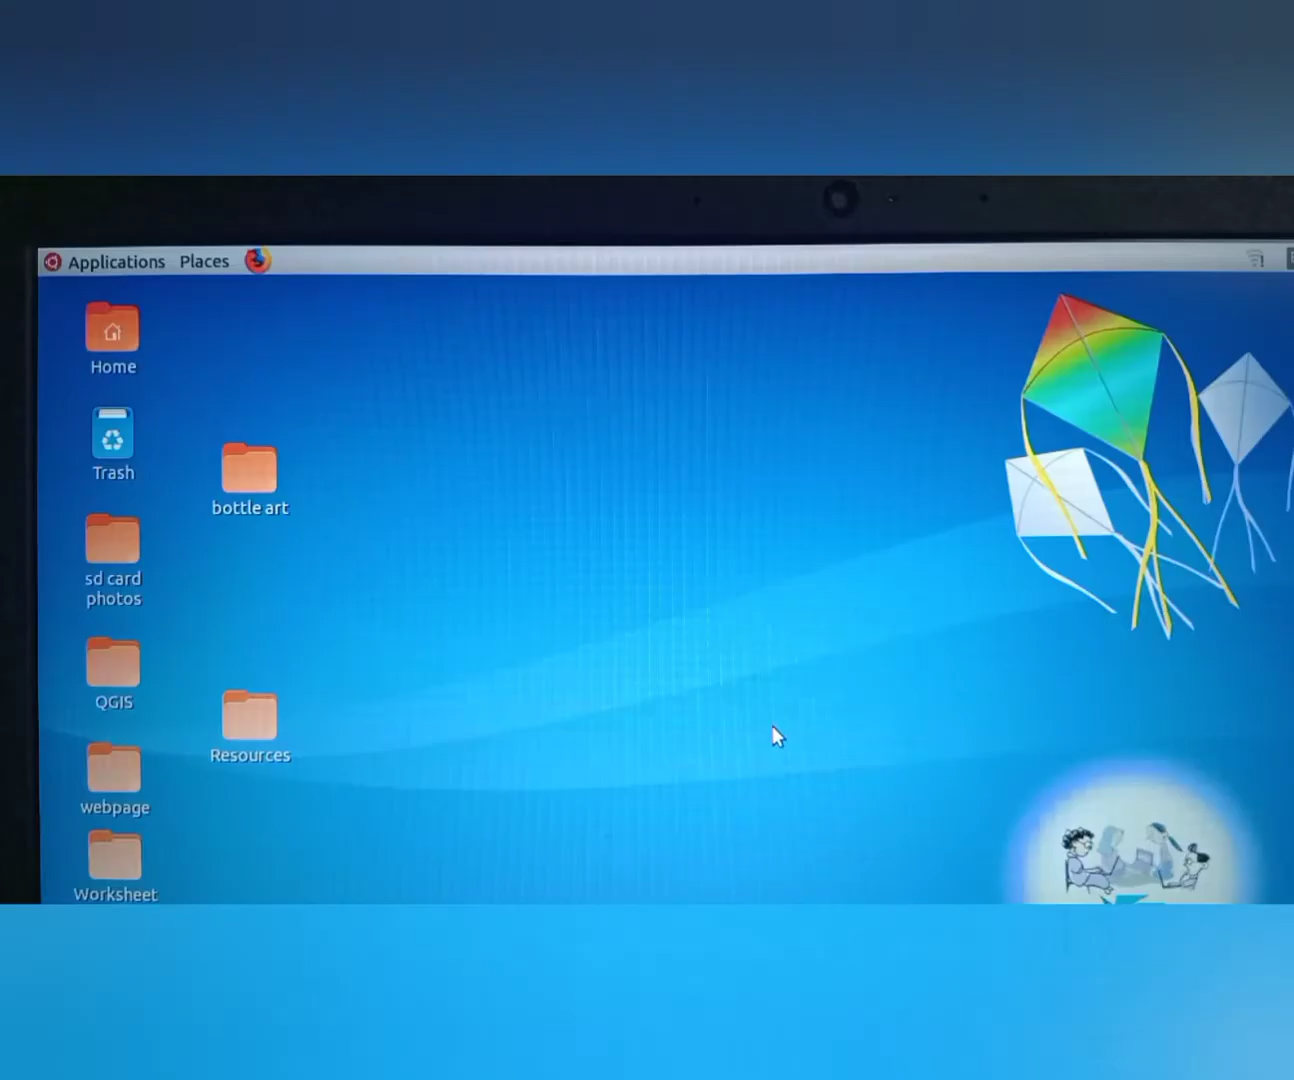 Applications Places
Home
Trash
bottle art
sd card
photos
QGIS
Resources
webpage
Worksheet